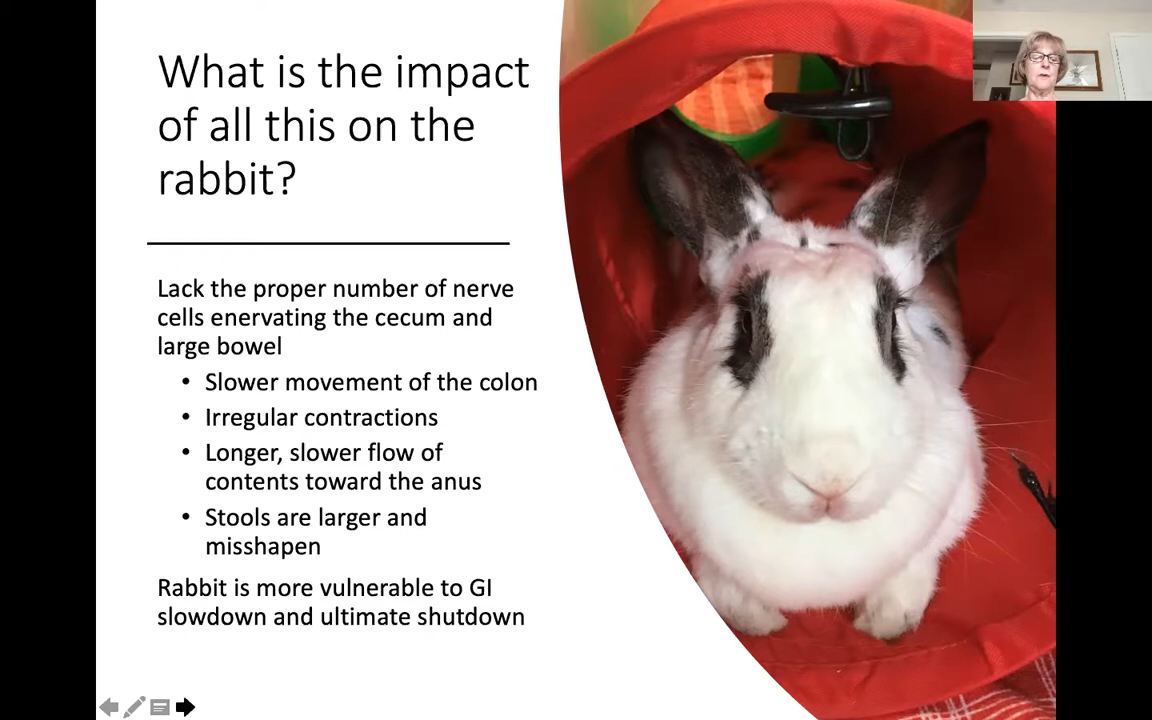 What is the impact
of all this on the
rabbit?
Lack the proper number of nerve
cells enervating the cecum and
large bowel
• Slower movement of the colon
• Irregular contractions
• Longer, slower flow of
contents toward the anus
• Stools are larger and
misshapen
Rabbit is more vulnerable to GI
slowdown and ultimate shutdown